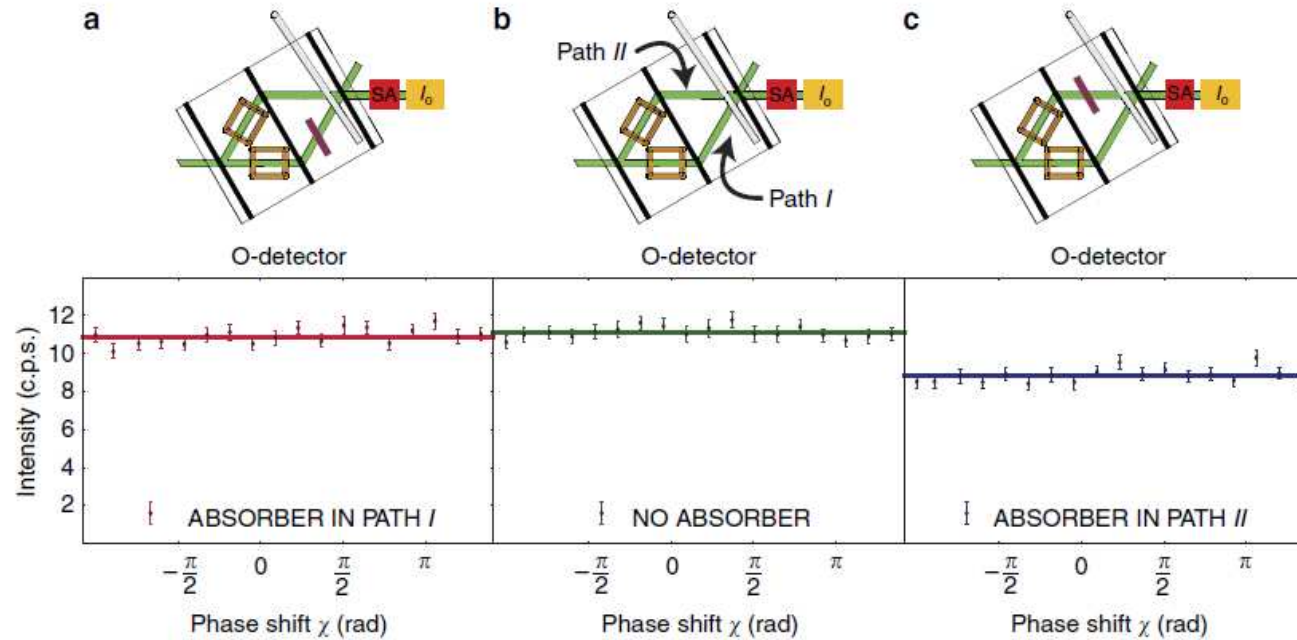 a
SA
I₀
b
Path II
SA
I₀
Path I
c
SA
I₀
O-detector
O-detector
O-detector
Intensity (c.p.s.)
12
10
8
6
4
2
ABSORBER IN PATH I
NO ABSORBER
ABSORBER IN PATH II
−π/2 0 π/2 π
−π/2 0 π/2 π
−π/2 0 π/2 π
Phase shift χ (rad)
Phase shift χ (rad)
Phase shift χ (rad)